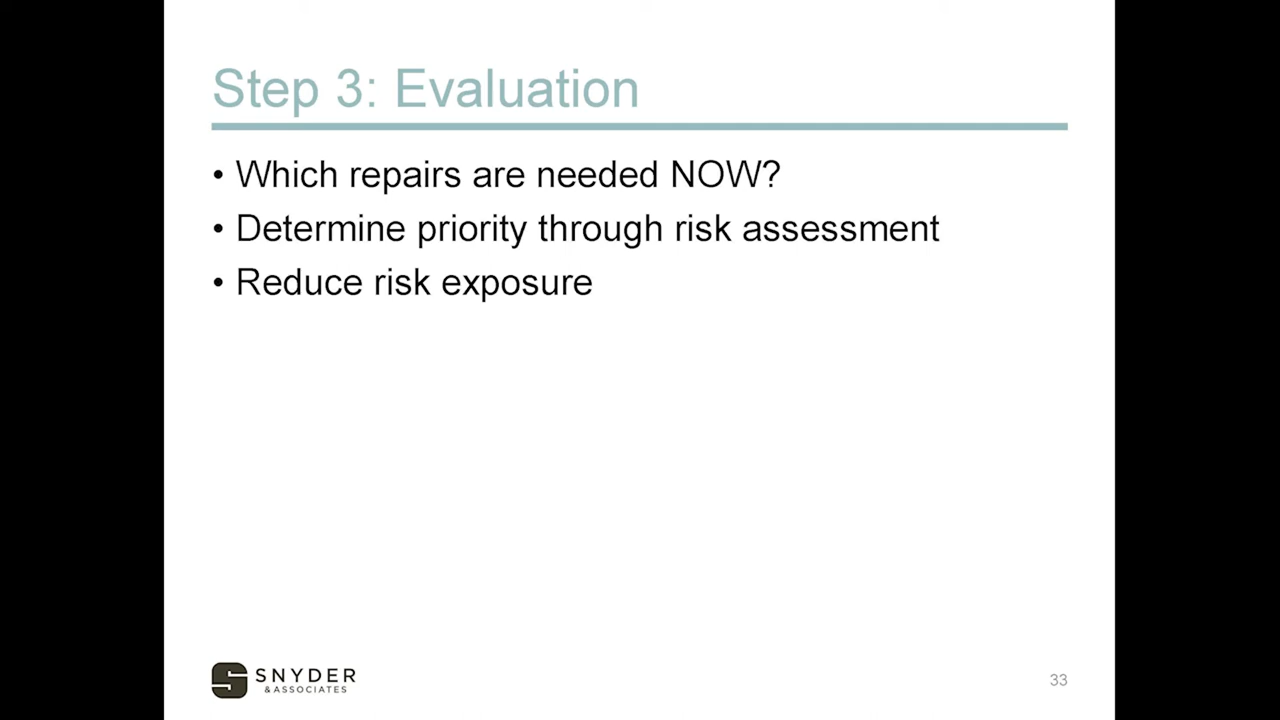 Step 3: Evaluation
• Which repairs are needed NOW?
• Determine priority through risk assessment
• Reduce risk exposure
SNYDER
& ASSOCIATES
33